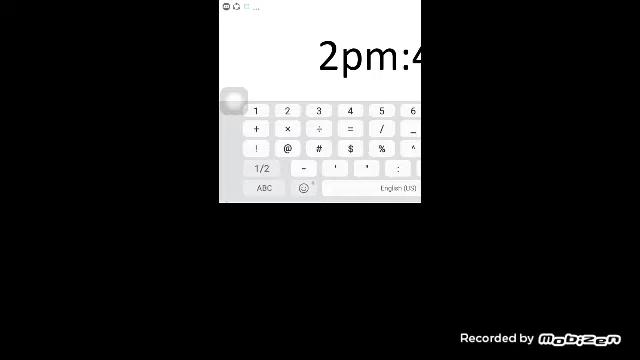 ...
2pm:4
1 2 3 4 5 6
+ × ÷ = / _
! @ # $ % ^
1/2 - ' " :
ABC English (US)
Recorded by mobizen